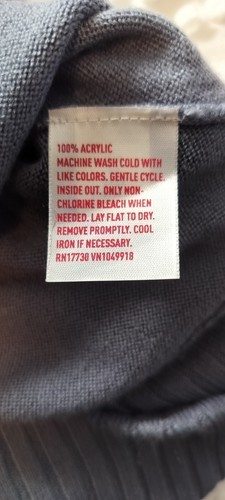 100% ACRYLIC
MACHINE WASH COLD WITH
LIKE COLORS. GENTLE CYCLE.
INSIDE OUT. ONLY NON-
CHLORINE BLEACH WHEN
NEEDED. LAY FLAT TO DRY.
REMOVE PROMPTLY. COOL
IRON IF NECESSARY.
RN17730 VN1049918